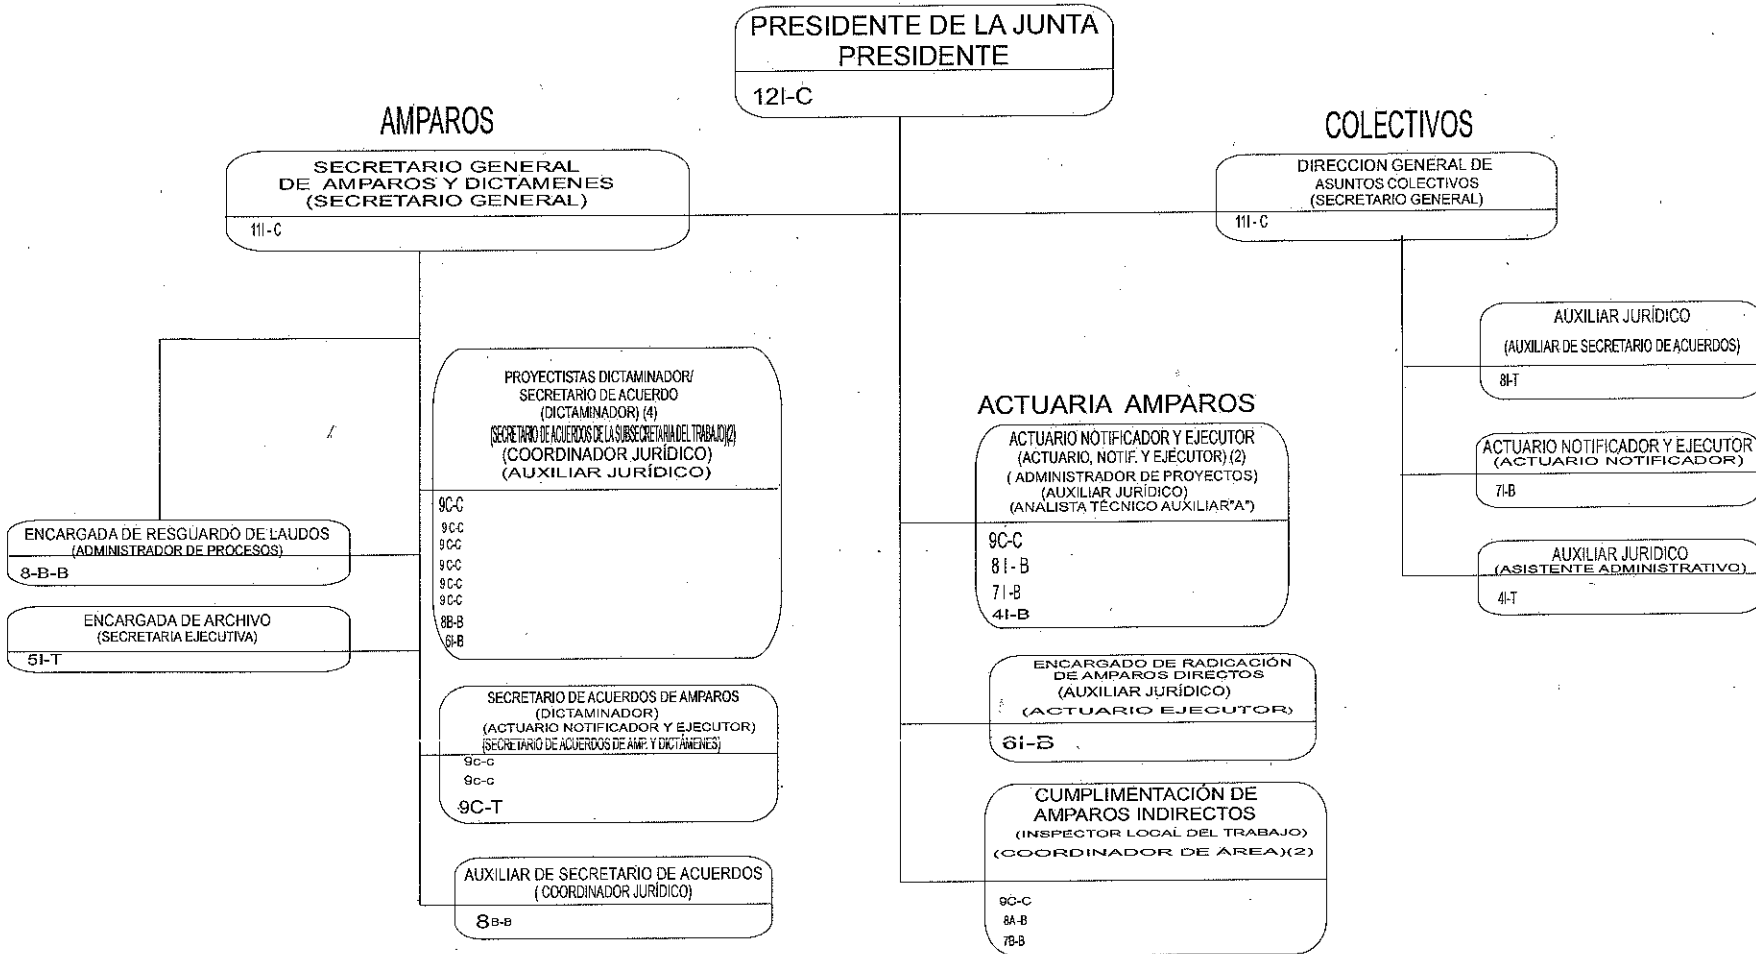 PRESIDENTE DE LA JUNTA
PRESIDENTE
12I-C
AMPAROS
SECRETARIO GENERAL
DE AMPAROS Y DICTAMENES
(SECRETARIO GENERAL)
11I-C
COLECTIVOS
DIRECCION GENERAL DE
ASUNTOS COLECTIVOS
(SECRETARIO GENERAL)
11I-C
PROYECTISTAS DICTAMINADOR/
SECRETARIO DE ACUERDO
(DICTAMINADOR) (4)
(SECRETARIO DE ACUERDOS DE LA SUBSECRETARIA DEL TRABAJO)(2)
(COORDINADOR JURÍDICO)
(AUXILIAR JURÍDICO)
9C-C
9C-C
9C-C
9C-C
9C-C
9C-C
8B-B
6I-B
ENCARGADA DE RESGUARDO DE LAUDOS
(ADMINISTRADOR DE PROCESOS)
8-B-B
ENCARGADA DE ARCHIVO
(SECRETARIA EJECUTIVA)
5I-T
SECRETARIO DE ACUERDOS DE AMPAROS
(DICTAMINADOR)
(ACTUARIO NOTIFICADOR Y EJECUTOR)
(SECRETARIO DE ACUERDOS DE AMP. Y DICTÁMENES)
9c-c
9c-c
9C-T
AUXILIAR DE SECRETARIO DE ACUERDOS
( COORDINADOR JURÍDICO)
8B-B
ACTUARIA AMPAROS
ACTUARIO NOTIFICADOR Y EJECUTOR
(ACTUARIO, NOTIF. Y EJECUTOR) (2)
( ADMINISTRADOR DE PROYECTOS)
(AUXILIAR JURÍDICO)
(ANALISTA TÉCNICO AUXILIAR"A")
9C-C
8I-B
7I-B
4I-B
ENCARGADO DE RADICACIÓN
DE AMPAROS DIRECTOS
(AUXILIAR JURÍDICO)
(ACTUARIO EJECUTOR)
6I-B
CUMPLIMENTACIÓN DE
AMPAROS INDIRECTOS
(INSPECTOR LOCAL DEL TRABAJO)
(COORDINADOR DE ÁREA)(2)
9C-C
8A-B
7B-B
AUXILIAR JURÍDICO
(AUXILIAR DE SECRETARIO DE ACUERDOS)
8I-T
ACTUARIO NOTIFICADOR Y EJECUTOR
(ACTUARIO NOTIFICADOR)
7I-B
AUXILIAR JURIDICO
(ASISTENTE ADMINISTRATIVO)
4I-T